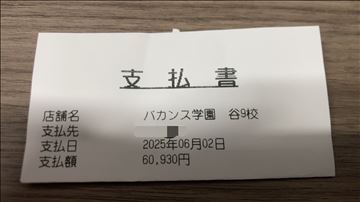 支払書
店舗名 バカンス学園 谷9校
支払先
支払日 2025年06月02日
支払額 60,930円